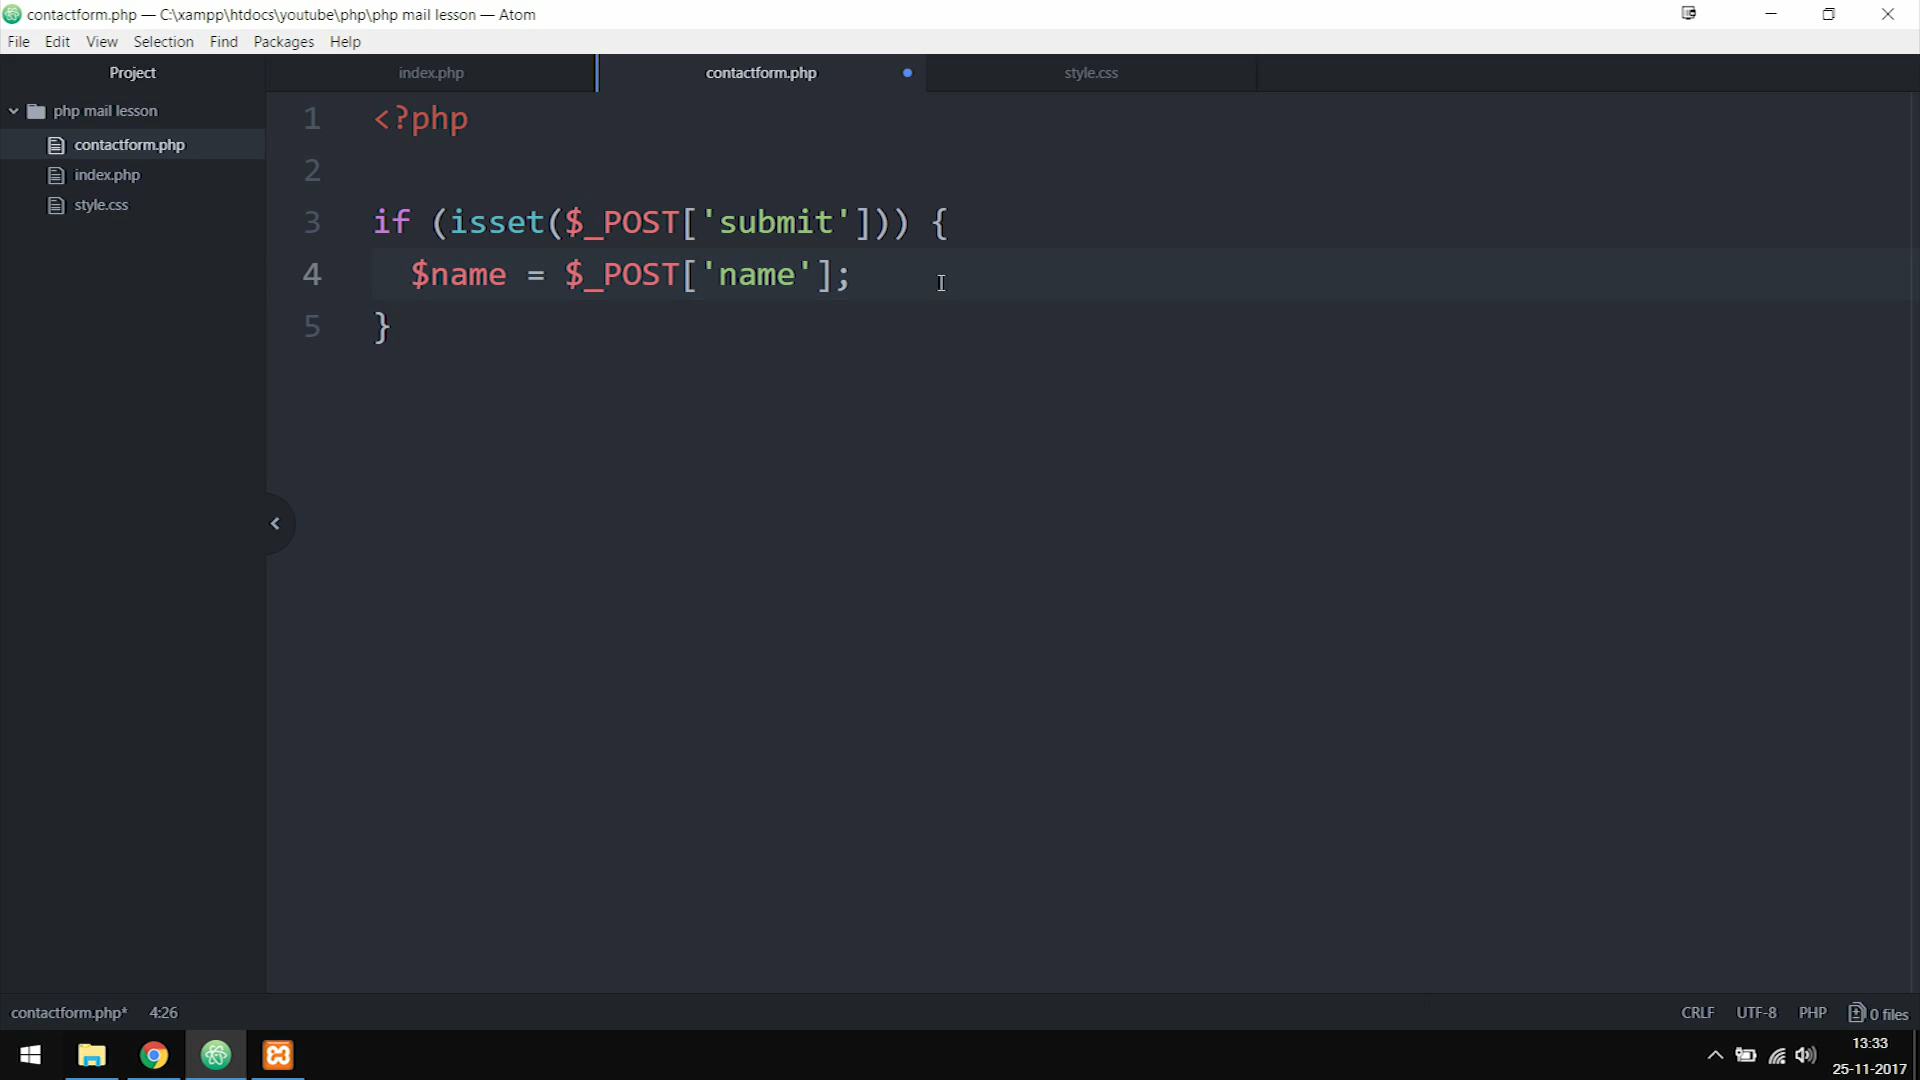 contactform.php — C:\xampp\htdocs\youtube\php\php mail lesson — Atom
File Edit View Selection Find Packages Help
Project
index.php
contactform.php
style.css
php mail lesson
contactform.php
index.php
style.css
1 <?php
2
3 if (isset($_POST['submit'])) {
4   $name = $_POST['name'];
5 }
contactform.php* 4:26
CRLF UTF-8 PHP 0 files
13:33
25-11-2017